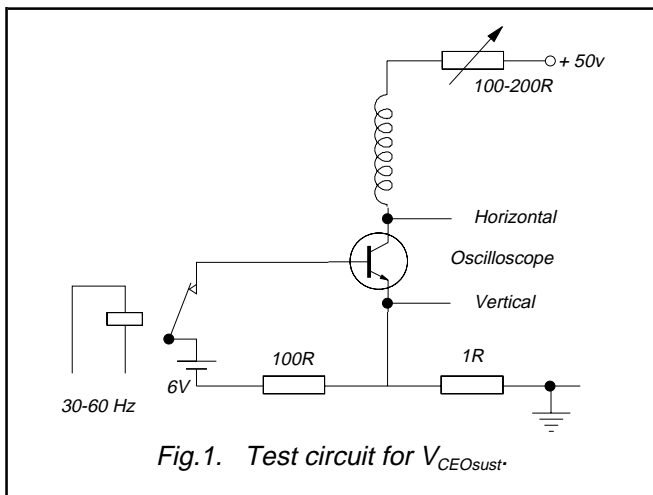 + 50v
100-200R
Horizontal
Oscilloscope
Vertical
100R
1R
6V
30-60 Hz
Fig.1. Test circuit for VCEOsust.